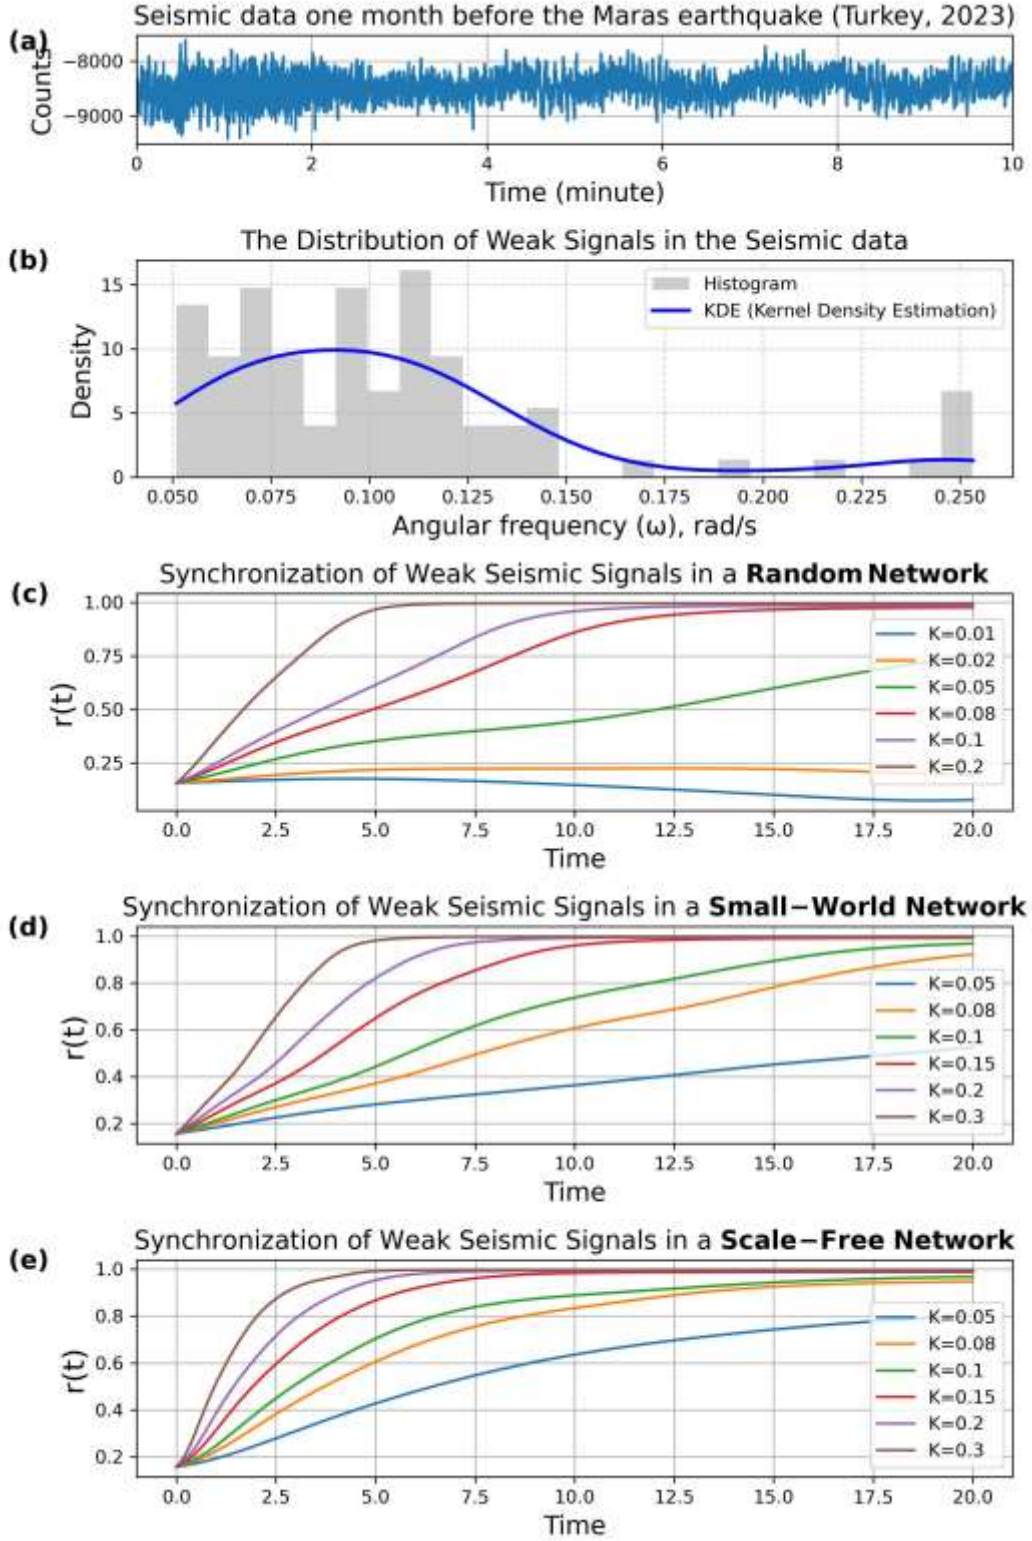 Seismic data one month before the Maras earthquake (Turkey, 2023)
(a)
Counts
−8000
−9000
0 2 4 6 8 10
Time (minute)
The Distribution of Weak Signals in the Seismic data
(b)
Density
15
10
5
0
Histogram
KDE (Kernel Density Estimation)
0.050 0.075 0.100 0.125 0.150 0.175 0.200 0.225 0.250
Angular frequency (ω), rad/s
Synchronization of Weak Seismic Signals in a Random Network
(c)
r(t)
1.00
0.75
0.50
0.25
K=0.01
K=0.02
K=0.05
K=0.08
K=0.1
K=0.2
0.0 2.5 5.0 7.5 10.0 12.5 15.0 17.5 20.0
Time
Synchronization of Weak Seismic Signals in a Small−World Network
(d)
r(t)
1.0
0.8
0.6
0.4
0.2
K=0.05
K=0.08
K=0.1
K=0.15
K=0.2
K=0.3
0.0 2.5 5.0 7.5 10.0 12.5 15.0 17.5 20.0
Time
Synchronization of Weak Seismic Signals in a Scale−Free Network
(e)
r(t)
1.0
0.8
0.6
0.4
0.2
K=0.05
K=0.08
K=0.1
K=0.15
K=0.2
K=0.3
0.0 2.5 5.0 7.5 10.0 12.5 15.0 17.5 20.0
Time